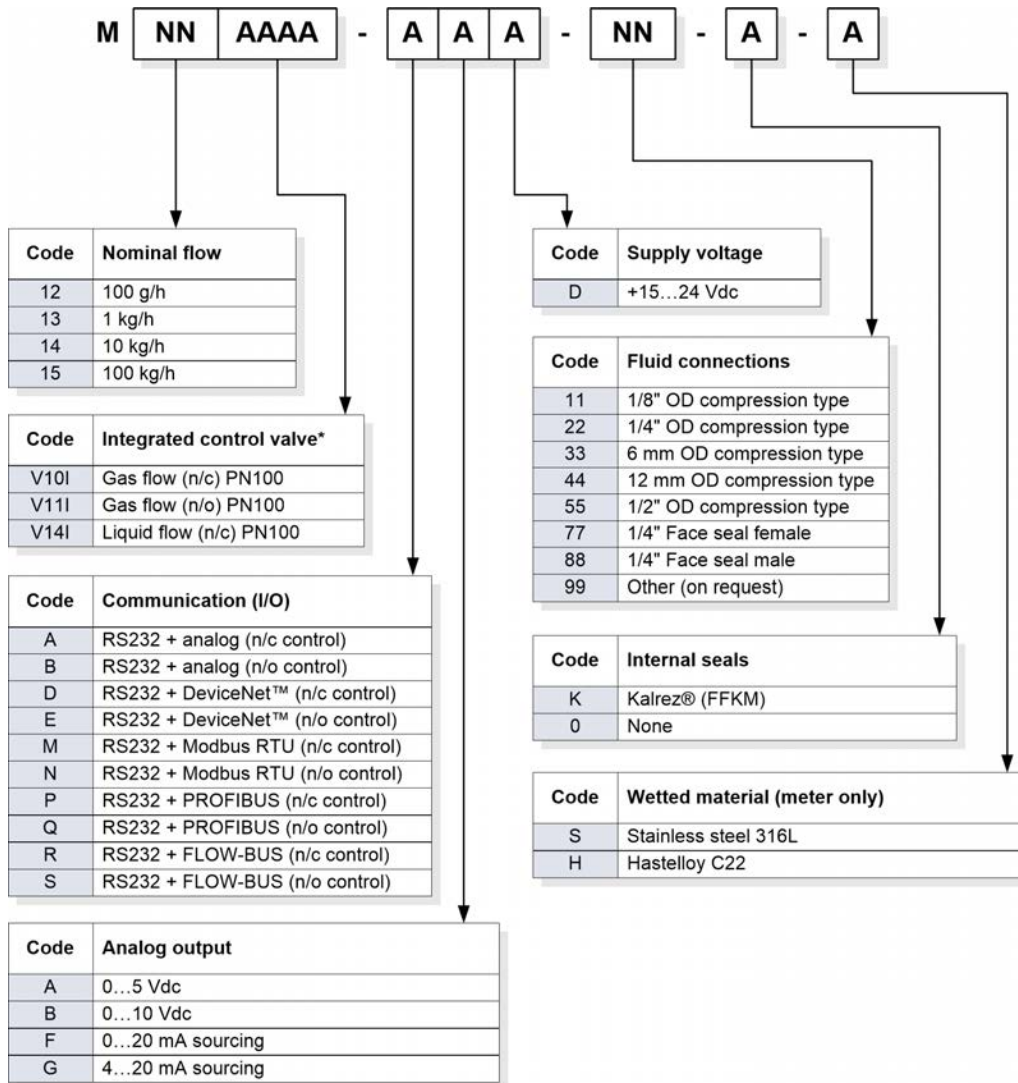 M NN AAAA - A A A - NN - A - A
Code Nominal flow
12 100 g/h
13 1 kg/h
14 10 kg/h
15 100 kg/h
Code Integrated control valve*
V10I Gas flow (n/c) PN100
V11I Gas flow (n/o) PN100
V14I Liquid flow (n/c) PN100
Code Communication (I/O)
A RS232 + analog (n/c control)
B RS232 + analog (n/o control)
D RS232 + DeviceNet™ (n/c control)
E RS232 + DeviceNet™ (n/o control)
M RS232 + Modbus RTU (n/c control)
N RS232 + Modbus RTU (n/o control)
P RS232 + PROFIBUS (n/c control)
Q RS232 + PROFIBUS (n/o control)
R RS232 + FLOW-BUS (n/c control)
S RS232 + FLOW-BUS (n/o control)
Code Analog output
A 0...5 Vdc
B 0...10 Vdc
F 0...20 mA sourcing
G 4...20 mA sourcing
Code Supply voltage
D +15...24 Vdc
Code Fluid connections
11 1/8" OD compression type
22 1/4" OD compression type
33 6 mm OD compression type
44 12 mm OD compression type
55 1/2" OD compression type
77 1/4" Face seal female
88 1/4" Face seal male
99 Other (on request)
Code Internal seals
K Kalrez® (FFKM)
0 None
Code Wetted material (meter only)
S Stainless steel 316L
H Hastelloy C22